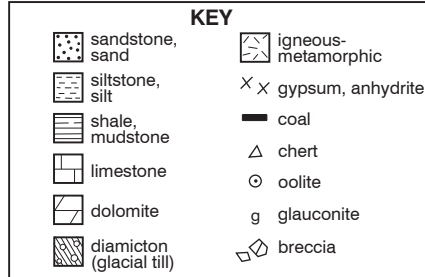 KEY
sandstone,
sand
siltstone,
silt
shale,
mudstone
limestone
dolomite
diamicton
(glacial till)
igneous-
metamorphic
gypsum, anhydrite
coal
chert
oolite
g glauconite
breccia